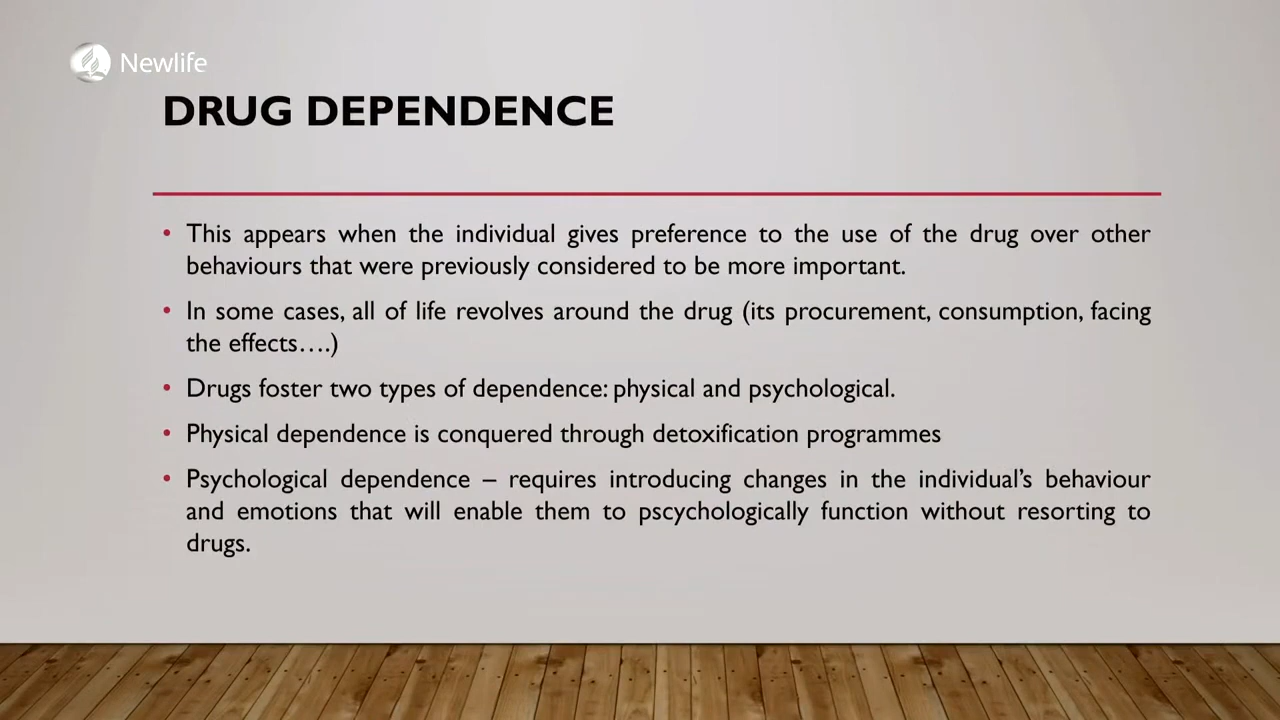 Newlife
DRUG DEPENDENCE
• This appears when the individual gives preference to the use of the drug over other
behaviours that were previously considered to be more important.
• In some cases, all of life revolves around the drug (its procurement, consumption, facing
the effects….)
• Drugs foster two types of dependence: physical and psychological.
• Physical dependence is conquered through detoxification programmes
• Psychological dependence – requires introducing changes in the individual’s behaviour
and emotions that will enable them to pscychologically function without resorting to
drugs.